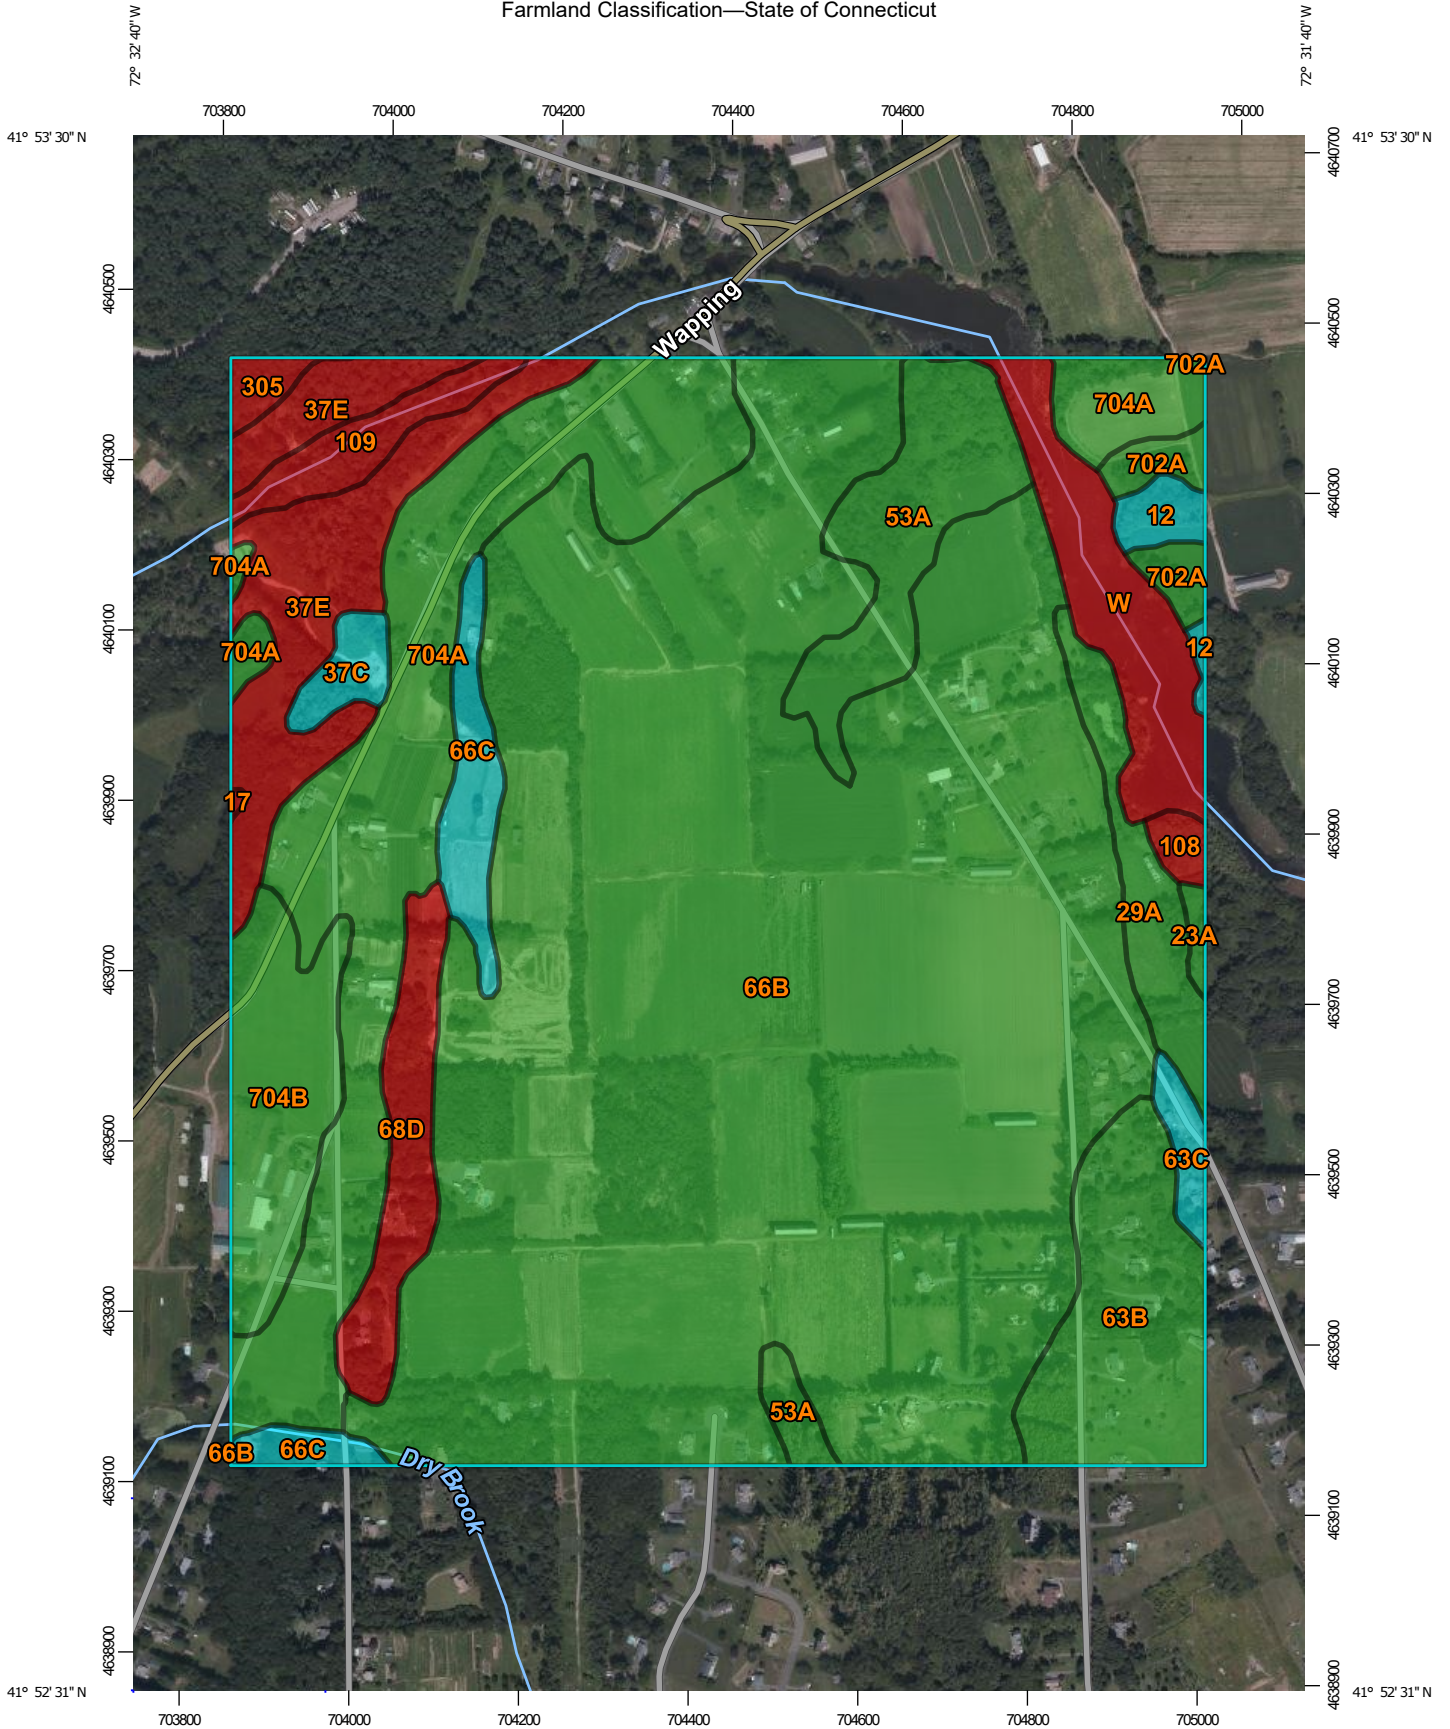 Farmland Classification—State of Connecticut
72° 32' 40" W
72° 31' 40" W
703800 704000 704200 704400 704600 704800 705000
41° 53' 30" N
41° 53' 30" N
4640700
4640500
4640500
Wapping
702A
305
37E
704A
109
702A
4640300
4640300
12
53A
704A
702A
37E
W
4640100
4640100
704A
704A
12
37C
66C
17
4639900
4639900
108
29A
23A
4639700
4639700
66B
704B
68D
4639500
4639500
63C
4639300
4639300
63B
53A
66B
66C
Dry Brook
4639100
4639100
4638900
4638900
41° 52' 31" N
41° 52' 31" N
703800 704000 704200 704400 704600 704800 705000